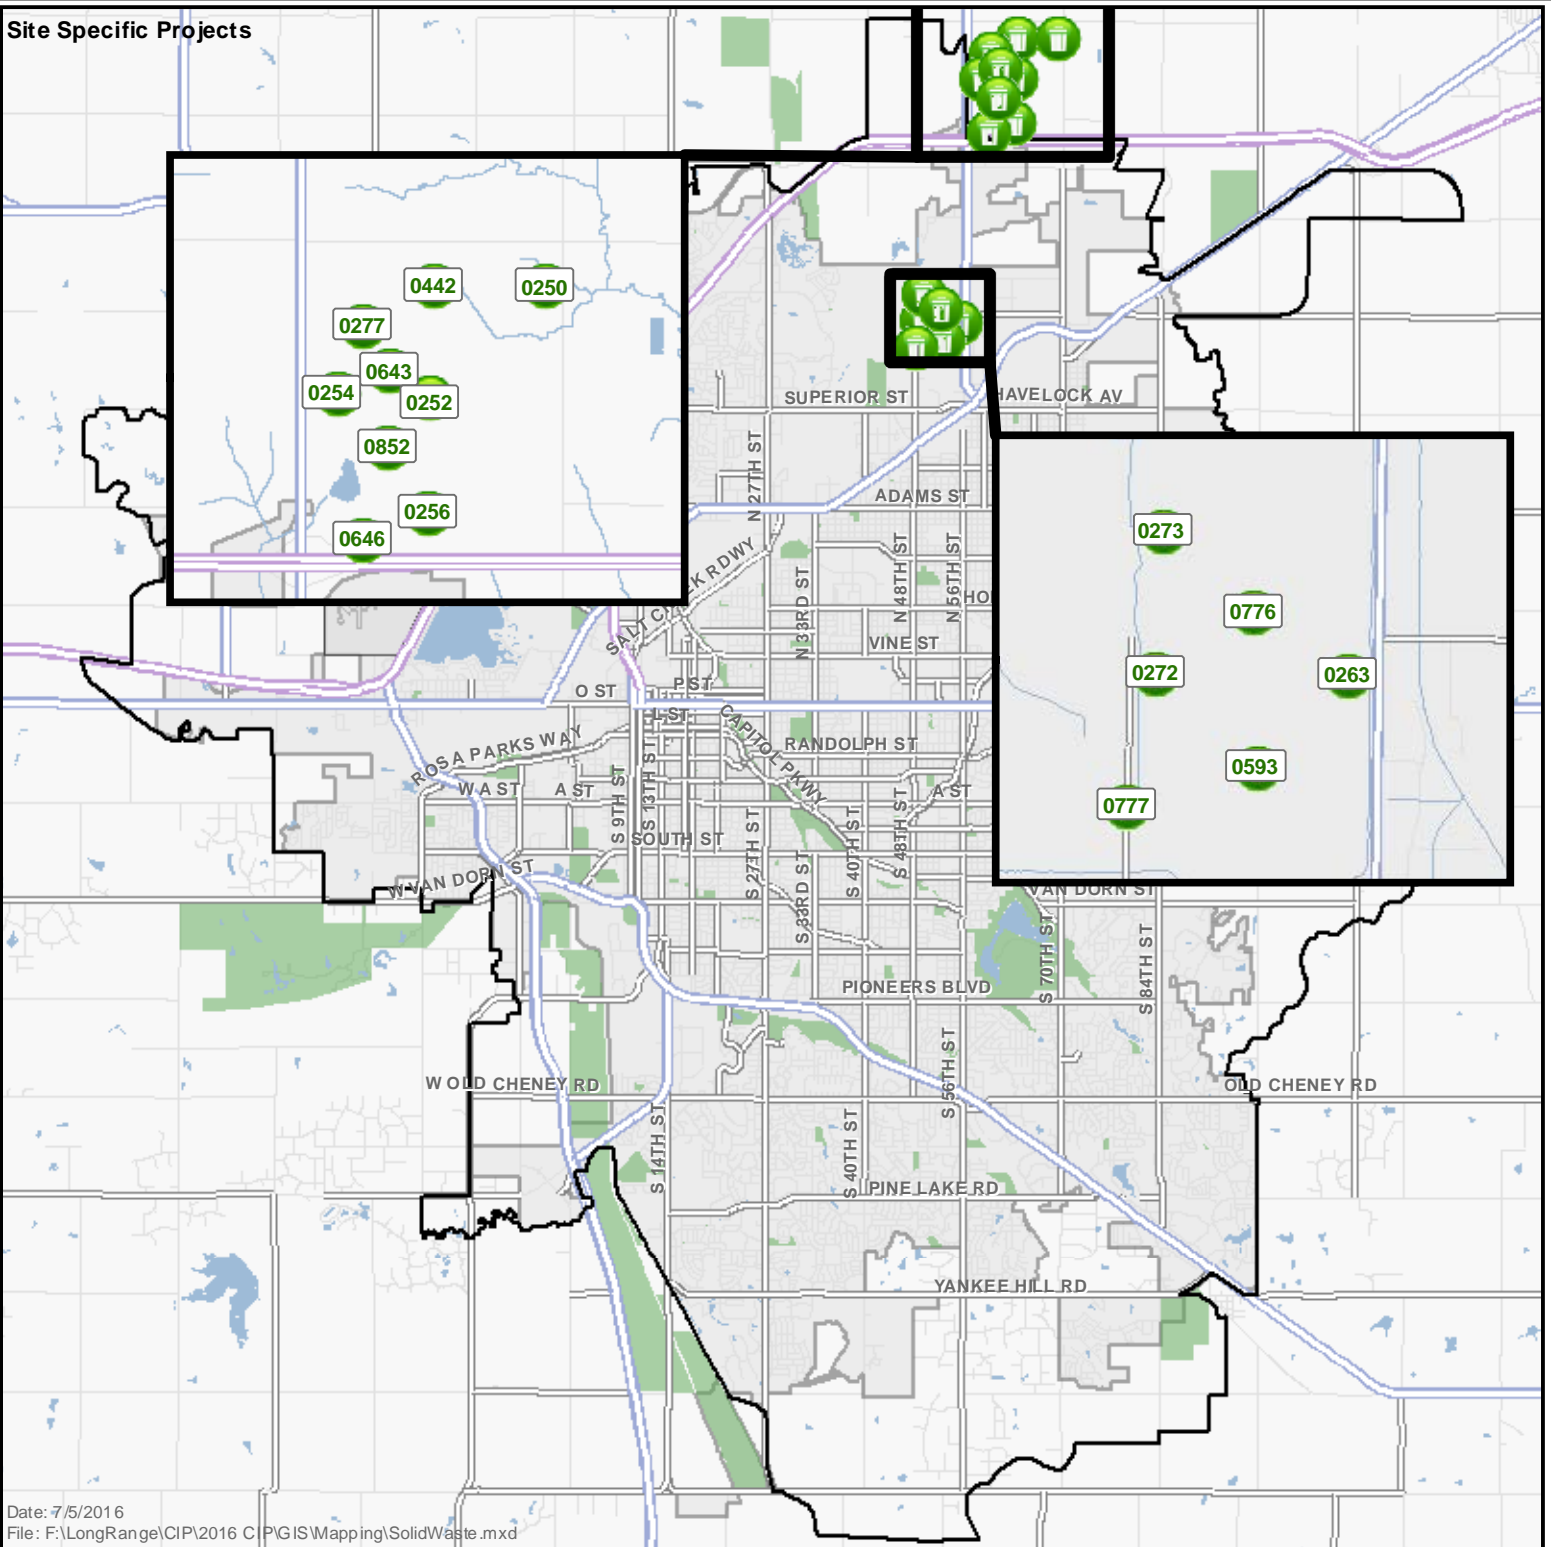 Site Specific Projects
0442
0250
0277
0643
0254
0252
0852
0256
0646
SUPERIOR ST
HAVELOCK AV
N 27TH ST
ADAMS ST
0273
0776
0272
0263
0593
0777
SALT CREEK RDWY
N 33RD ST
N 48TH ST
N 56TH ST
HO
VINE ST
O ST
P ST
L ST
CAPITOL PKWY
RANDOLPH ST
ROSA PARKS WAY
W A ST
A ST
A ST
S 9TH ST
S 13TH ST
SOUTH ST
S 27TH ST
S 33RD ST
S 40TH ST
S 48TH ST
W VAN DORN ST
VAN DORN ST
S 70TH ST
S 84TH ST
PIONEERS BLVD
W OLD CHENEY RD
OLD CHENEY RD
S 56TH ST
S 14TH ST
S 40TH ST
PINE LAKE RD
YANKEE HILL RD
Date: 7/5/2016
File: F:\LongRange\CIP\2016 CIP\GIS\Mapping\SolidWaste.mxd